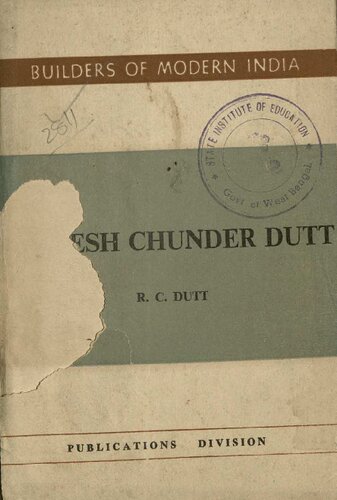 BUILDERS OF MODERN INDIA
2811
STATE INSTITUTE OF EDUCATION
Govt of West Bengal
ESH CHUNDER DUTT
R. C. DUTT
PUBLICATIONS DIVISION